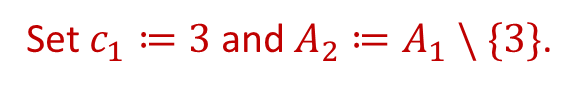 Set c₁ ≔ 3 and A₂ ≔ A₁ \ {3}.